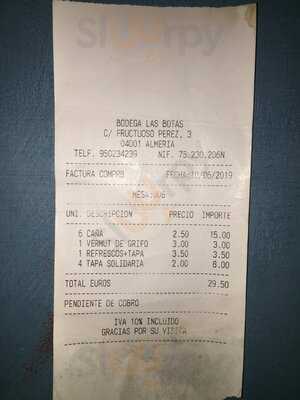 BODEGA LAS BOTAS
C/ FRUCTUOSO PEREZ, 3
04001 ALMERIA
TELF. 950234239 NIF. 75.230.206N
FACTURA COMPRB FECHA:10/06/2019
MESA:006
UNI. DESCRIPCION PRECIO IMPORTE
6 CAÑA 2.50 15.00
1 VERMUT DE GRIFO 3.00 3.00
1 REFRESCOS+TAPA 3.50 3.50
4 TAPA SOLIDARIA 2.00 8.00
TOTAL EUROS 29.50
PENDIENTE DE COBRO
IVA 10% INCLUIDO
GRACIAS POR SU VISITA